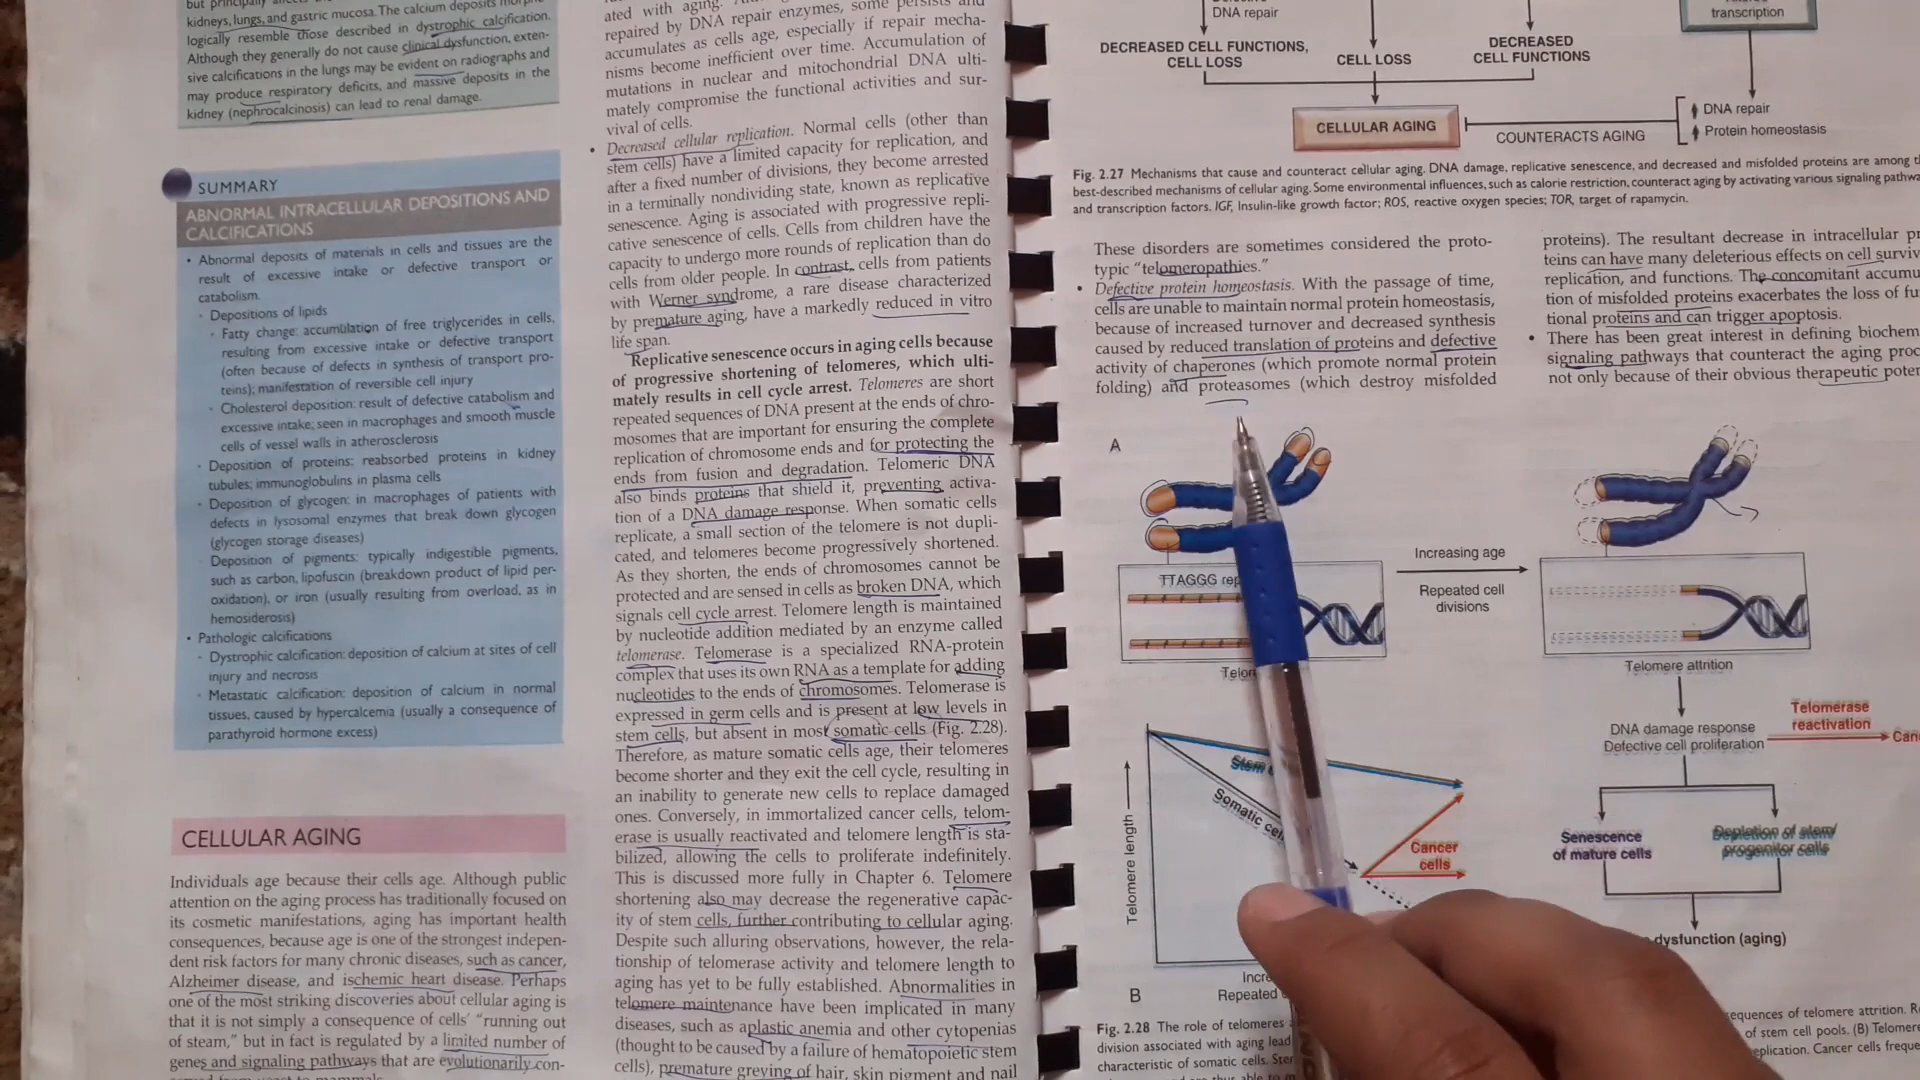 kidneys, lungs, and gastric mucosa. The calcium deposits
logically resemble those described in dystrophic calcification.
Although they generally do not cause clinical dysfunction, exten-
sive calcifications in the lungs may be evident on radiographs and
may produce respiratory deficits, and massive deposits in the
kidney (nephrocalcinosis) can lead to renal damage.
SUMMARY
ABNORMAL INTRACELLULAR DEPOSITIONS AND
CALCIFICATIONS
• Abnormal deposits of materials in cells and tissues are the
result of excessive intake or defective transport or
catabolism.
- Depositions of lipids
• Fatty change: accumulation of free triglycerides in cells,
resulting from excessive intake or defective transport
(often because of defects in synthesis of transport pro-
teins); manifestation of reversible cell injury
• Cholesterol deposition: result of defective catabolism and
excessive intake; seen in macrophages and smooth muscle
cells of vessel walls in atherosclerosis
- Deposition of proteins: reabsorbed proteins in kidney
tubules; immunoglobulins in plasma cells
- Deposition of glycogen: in macrophages of patients with
defects in lysosomal enzymes that break down glycogen
(glycogen storage diseases)
Deposition of pigments: typically indigestible pigments,
such as carbon, lipofuscin (breakdown product of lipid per-
oxidation), or iron (usually resulting from overload, as in
hemosiderosis)
• Pathologic calcifications
- Dystrophic calcification: deposition of calcium at sites of cell
injury and necrosis
- Metastatic calcification: deposition of calcium in normal
tissues, caused by hypercalcemia (usually a consequence of
parathyroid hormone excess)
CELLULAR AGING
Individuals age because their cells age. Although public
attention on the aging process has traditionally focused on
its cosmetic manifestations, aging has important health
consequences, because age is one of the strongest indepen-
dent risk factors for many chronic diseases, such as cancer,
Alzheimer disease, and ischemic heart disease. Perhaps
one of the most striking discoveries about cellular aging is
that it is not simply a consequence of cells' "running out
of steam," but in fact is regulated by a limited number of
genes and signaling pathways that are evolutionarily con-
ated with aging.
repaired by DNA repair enzymes, some persists and
accumulates as cells age, especially if repair mecha-
nisms become inefficient over time. Accumulation of
mutations in nuclear and mitochondrial DNA ulti-
mately compromise the functional activities and sur-
vival of cells.
• Decreased cellular replication. Normal cells (other than
stem cells) have a limited capacity for replication, and
after a fixed number of divisions, they become arrested
in a terminally nondividing state, known as replicative
senescence. Aging is associated with progressive repli-
cative senescence of cells. Cells from children have the
capacity to undergo more rounds of replication than do
cells from older people. In contrast, cells from patients
with Werner syndrome, a rare disease characterized
by premature aging, have a markedly reduced in vitro
life span.
Replicative senescence occurs in aging cells because
of progressive shortening of telomeres, which ulti-
mately results in cell cycle arrest. Telomeres are short
repeated sequences of DNA present at the ends of chro-
mosomes that are important for ensuring the complete
replication of chromosome ends and for protecting the
ends from fusion and degradation. Telomeric DNA
also binds proteins that shield it, preventing activa-
tion of a DNA damage response. When somatic cells
replicate, a small section of the telomere is not dupli-
cated, and telomeres become progressively shortened.
As they shorten, the ends of chromosomes cannot be
protected and are sensed in cells as broken DNA, which
signals cell cycle arrest. Telomere length is maintained
by nucleotide addition mediated by an enzyme called
telomerase. Telomerase is a specialized RNA-protein
complex that uses its own RNA as a template for adding
nucleotides to the ends of chromosomes. Telomerase is
expressed in germ cells and is present at low levels in
stem cells, but absent in most somatic cells (Fig. 2.28).
Therefore, as mature somatic cells age, their telomeres
become shorter and they exit the cell cycle, resulting in
an inability to generate new cells to replace damaged
ones. Conversely, in immortalized cancer cells, telom-
erase is usually reactivated and telomere length is sta-
bilized, allowing the cells to proliferate indefinitely.
This is discussed more fully in Chapter 6. Telomere
shortening also may decrease the regenerative capac-
ity of stem cells, further contributing to cellular aging.
Despite such alluring observations, however, the rela-
tionship of telomerase activity and telomere length to
aging has yet to be fully established. Abnormalities in
telomere maintenance have been implicated in many
diseases, such as aplastic anemia and other cytopenias
(thought to be caused by a failure of hematopoietic stem
cells), premature greying of hair, skin pigment and nail
DNA repair
transcription
DECREASED CELL FUNCTIONS,
CELL LOSS
CELL LOSS
DECREASED
CELL FUNCTIONS
CELLULAR AGING
COUNTERACTS AGING
DNA repair
Protein homeostasis
Fig. 2.27 Mechanisms that cause and counteract cellular aging. DNA damage, replicative senescence, and decreased and misfolded proteins are among
best-described mechanisms of cellular aging. Some environmental influences, such as calorie restriction, counteract aging by activating various signaling
and transcription factors. IGF, Insulin-like growth factor; ROS, reactive oxygen species; TOR, target of rapamycin.
These disorders are sometimes considered the proto-
typic "telomeropathies."
• Defective protein homeostasis. With the passage of time,
cells are unable to maintain normal protein homeostasis,
because of increased turnover and decreased synthesis
caused by reduced translation of proteins and defective
activity of chaperones (which promote normal protein
folding) and proteasomes (which destroy misfolded
proteins). The resultant decrease in intracellular
teins can have many deleterious effects on cell
replication, and functions. The concomitant
tion of misfolded proteins exacerbates the loss of
tional proteins and can trigger apoptosis.
• There has been great interest in defining
signaling pathways that counteract the aging
not only because of their obvious therapeutic
A
TTAGGG
Increasing age
Repeated cell
divisions
Telomere attrition
DNA damage response
Defective cell proliferation
Telomerase
reactivation
Senescence
of mature cells
Depletion of stem/
progenitor cells
dysfunction (aging)
Telomere length
Stem
Somatic
Cancer
cells
B
Repeated
Fig. 2.28 The role of telomeres
division associated with aging lead
characteristic of somatic cells.
of telomere attrition.
of stem cell pools. (B)
Cancer cells